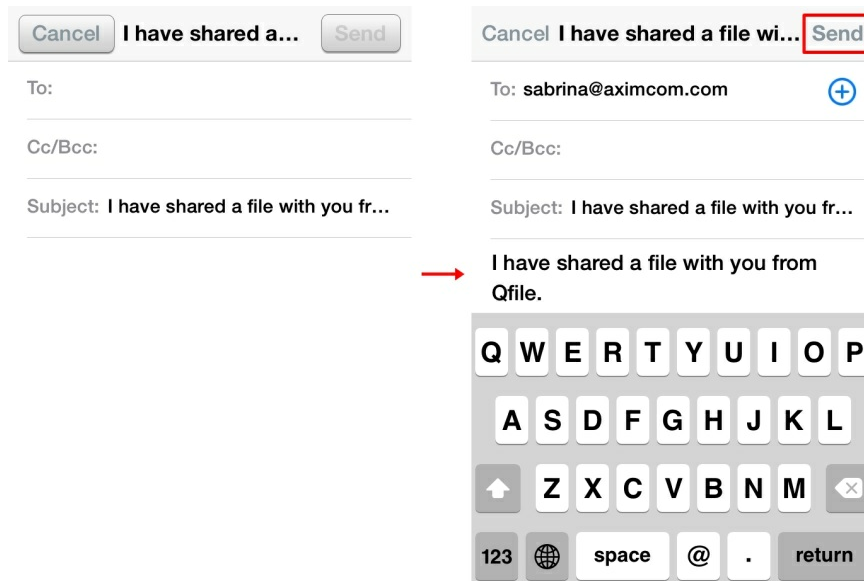 Cancel I have shared a... Send
To:
Cc/Bcc:
Subject: I have shared a file with you fr...
Cancel I have shared a file wi... Send
To: sabrina@aximcom.com
Cc/Bcc:
Subject: I have shared a file with you fr...
I have shared a file with you from
Qfile.
Q W E R T Y U I O P
A S D F G H J K L
Z X C V B N M
123 space @ . return